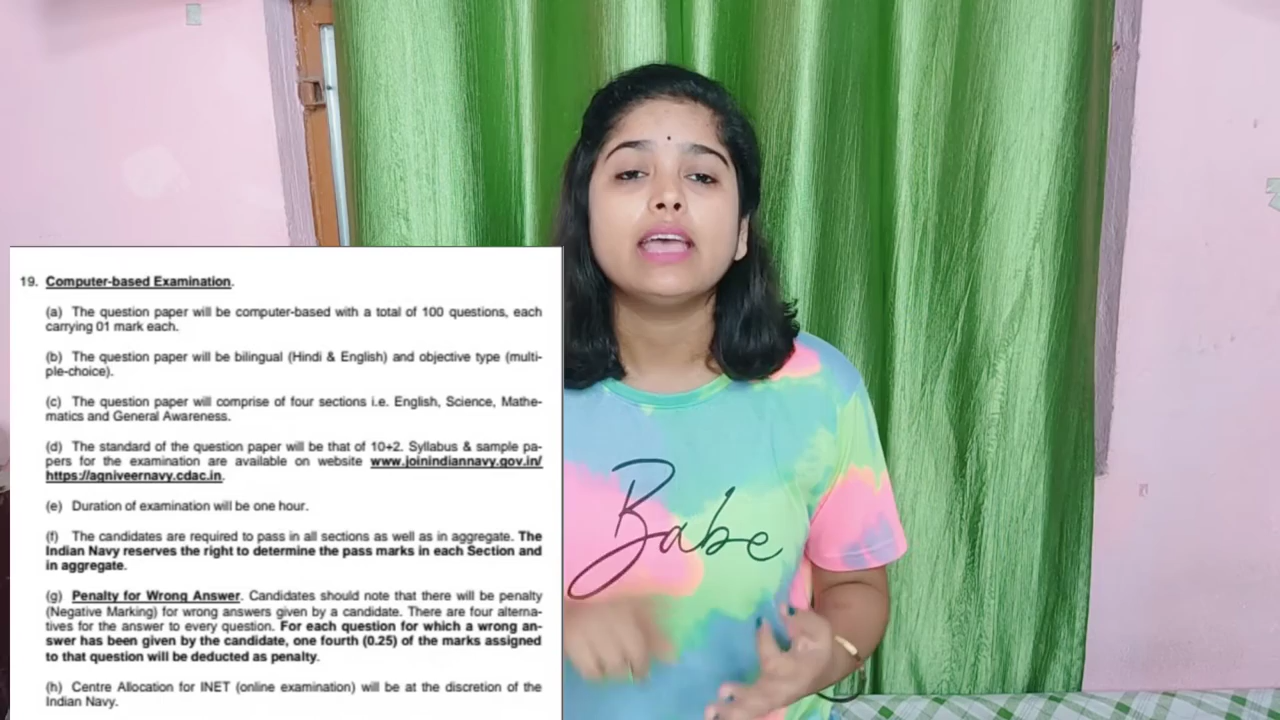 19. Computer-based Examination.
(a) The question paper will be computer-based with a total of 100 questions, each
carrying 01 mark each.
(b) The question paper will be bilingual (Hindi & English) and objective type (multi-
ple-choice).
(c) The question paper will comprise of four sections i.e. English, Science, Mathe-
matics and General Awareness.
(d) The standard of the question paper will be that of 10+2. Syllabus & sample pa-
pers for the examination are available on website www.joinindiannavy.gov.in/
https://agniveernavy.cdac.in.
(e) Duration of examination will be one hour.
(f) The candidates are required to pass in all sections as well as in aggregate. The
Indian Navy reserves the right to determine the pass marks in each Section and
in aggregate.
(g) Penalty for Wrong Answer. Candidates should note that there will be penalty
(Negative Marking) for wrong answers given by a candidate. There are four alterna-
tives for the answer to every question. For each question for which a wrong an-
swer has been given by the candidate, one fourth (0.25) of the marks assigned
to that question will be deducted as penalty.
(h) Centre Allocation for INET (online examination) will be at the discretion of the
Indian Navy.
Babe